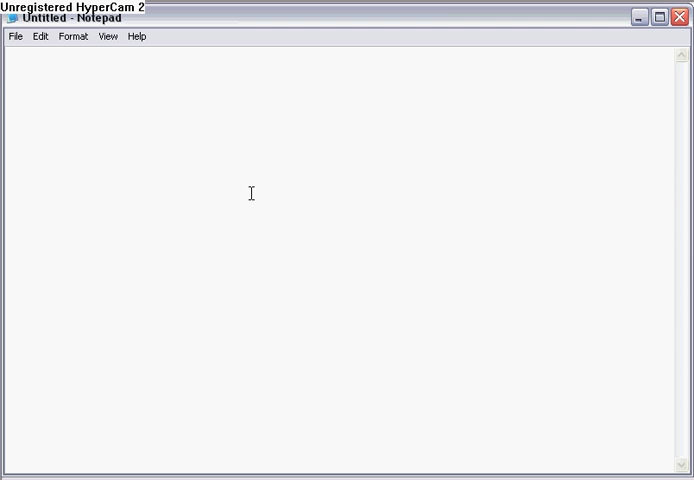 Unregistered HyperCam 2
Untitled - Notepad
File Edit Format View Help